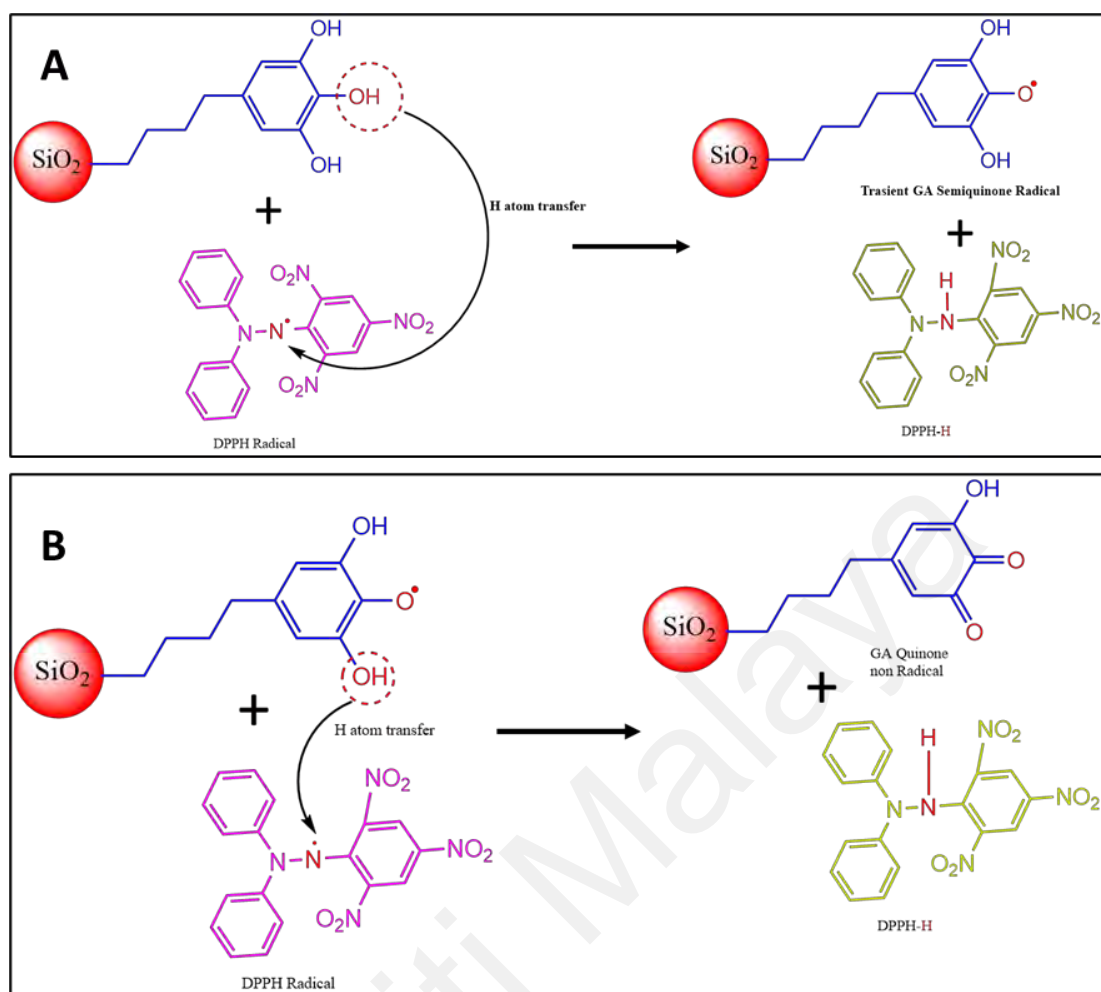 A
OH
OH
OH
SiO2
+
H atom transfer
O2N
NO2
N
N•
NO2
DPPH Radical
OH
O•
OH
SiO2
Trasient GA Semiquinone Radical
+
H
NO2
N
N
NO2
O2N
DPPH-H
B
OH
O•
OH
SiO2
+
H atom transfer
NO2
N
N•
NO2
O2N
DPPH Radical
OH
O
O
SiO2
GA Quinone
non Radical
+
H
NO2
N
N
NO2
O2N
DPPH-H
iti Malaya